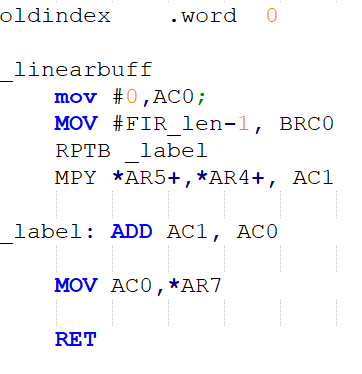 oldindex .word 0
_linearbuff
mov #0,AC0;
MOV #FIR_len-1, BRC0
RPTB _label
MPY *AR5+,*AR4+, AC1
_label: ADD AC1, AC0
MOV AC0,*AR7
RET